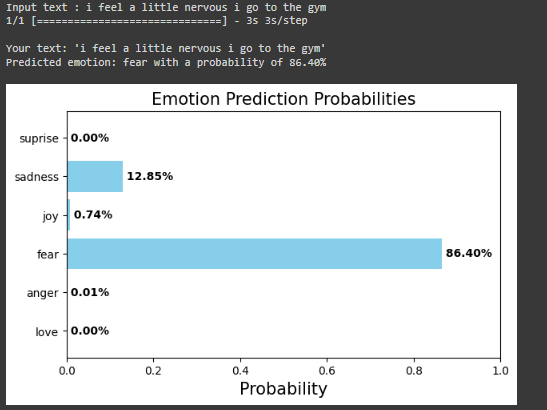 Input text : i feel a little nervous i go to the gym
1/1 [==============================] - 3s 3s/step
Your text: 'i feel a little nervous i go to the gym'
Predicted emotion: fear with a probability of 86.40%
Emotion Prediction Probabilities
suprise 0.00%
sadness 12.85%
joy 0.74%
fear 86.40%
anger 0.01%
love 0.00%
0.0 0.2 0.4 0.6 0.8 1.0
Probability